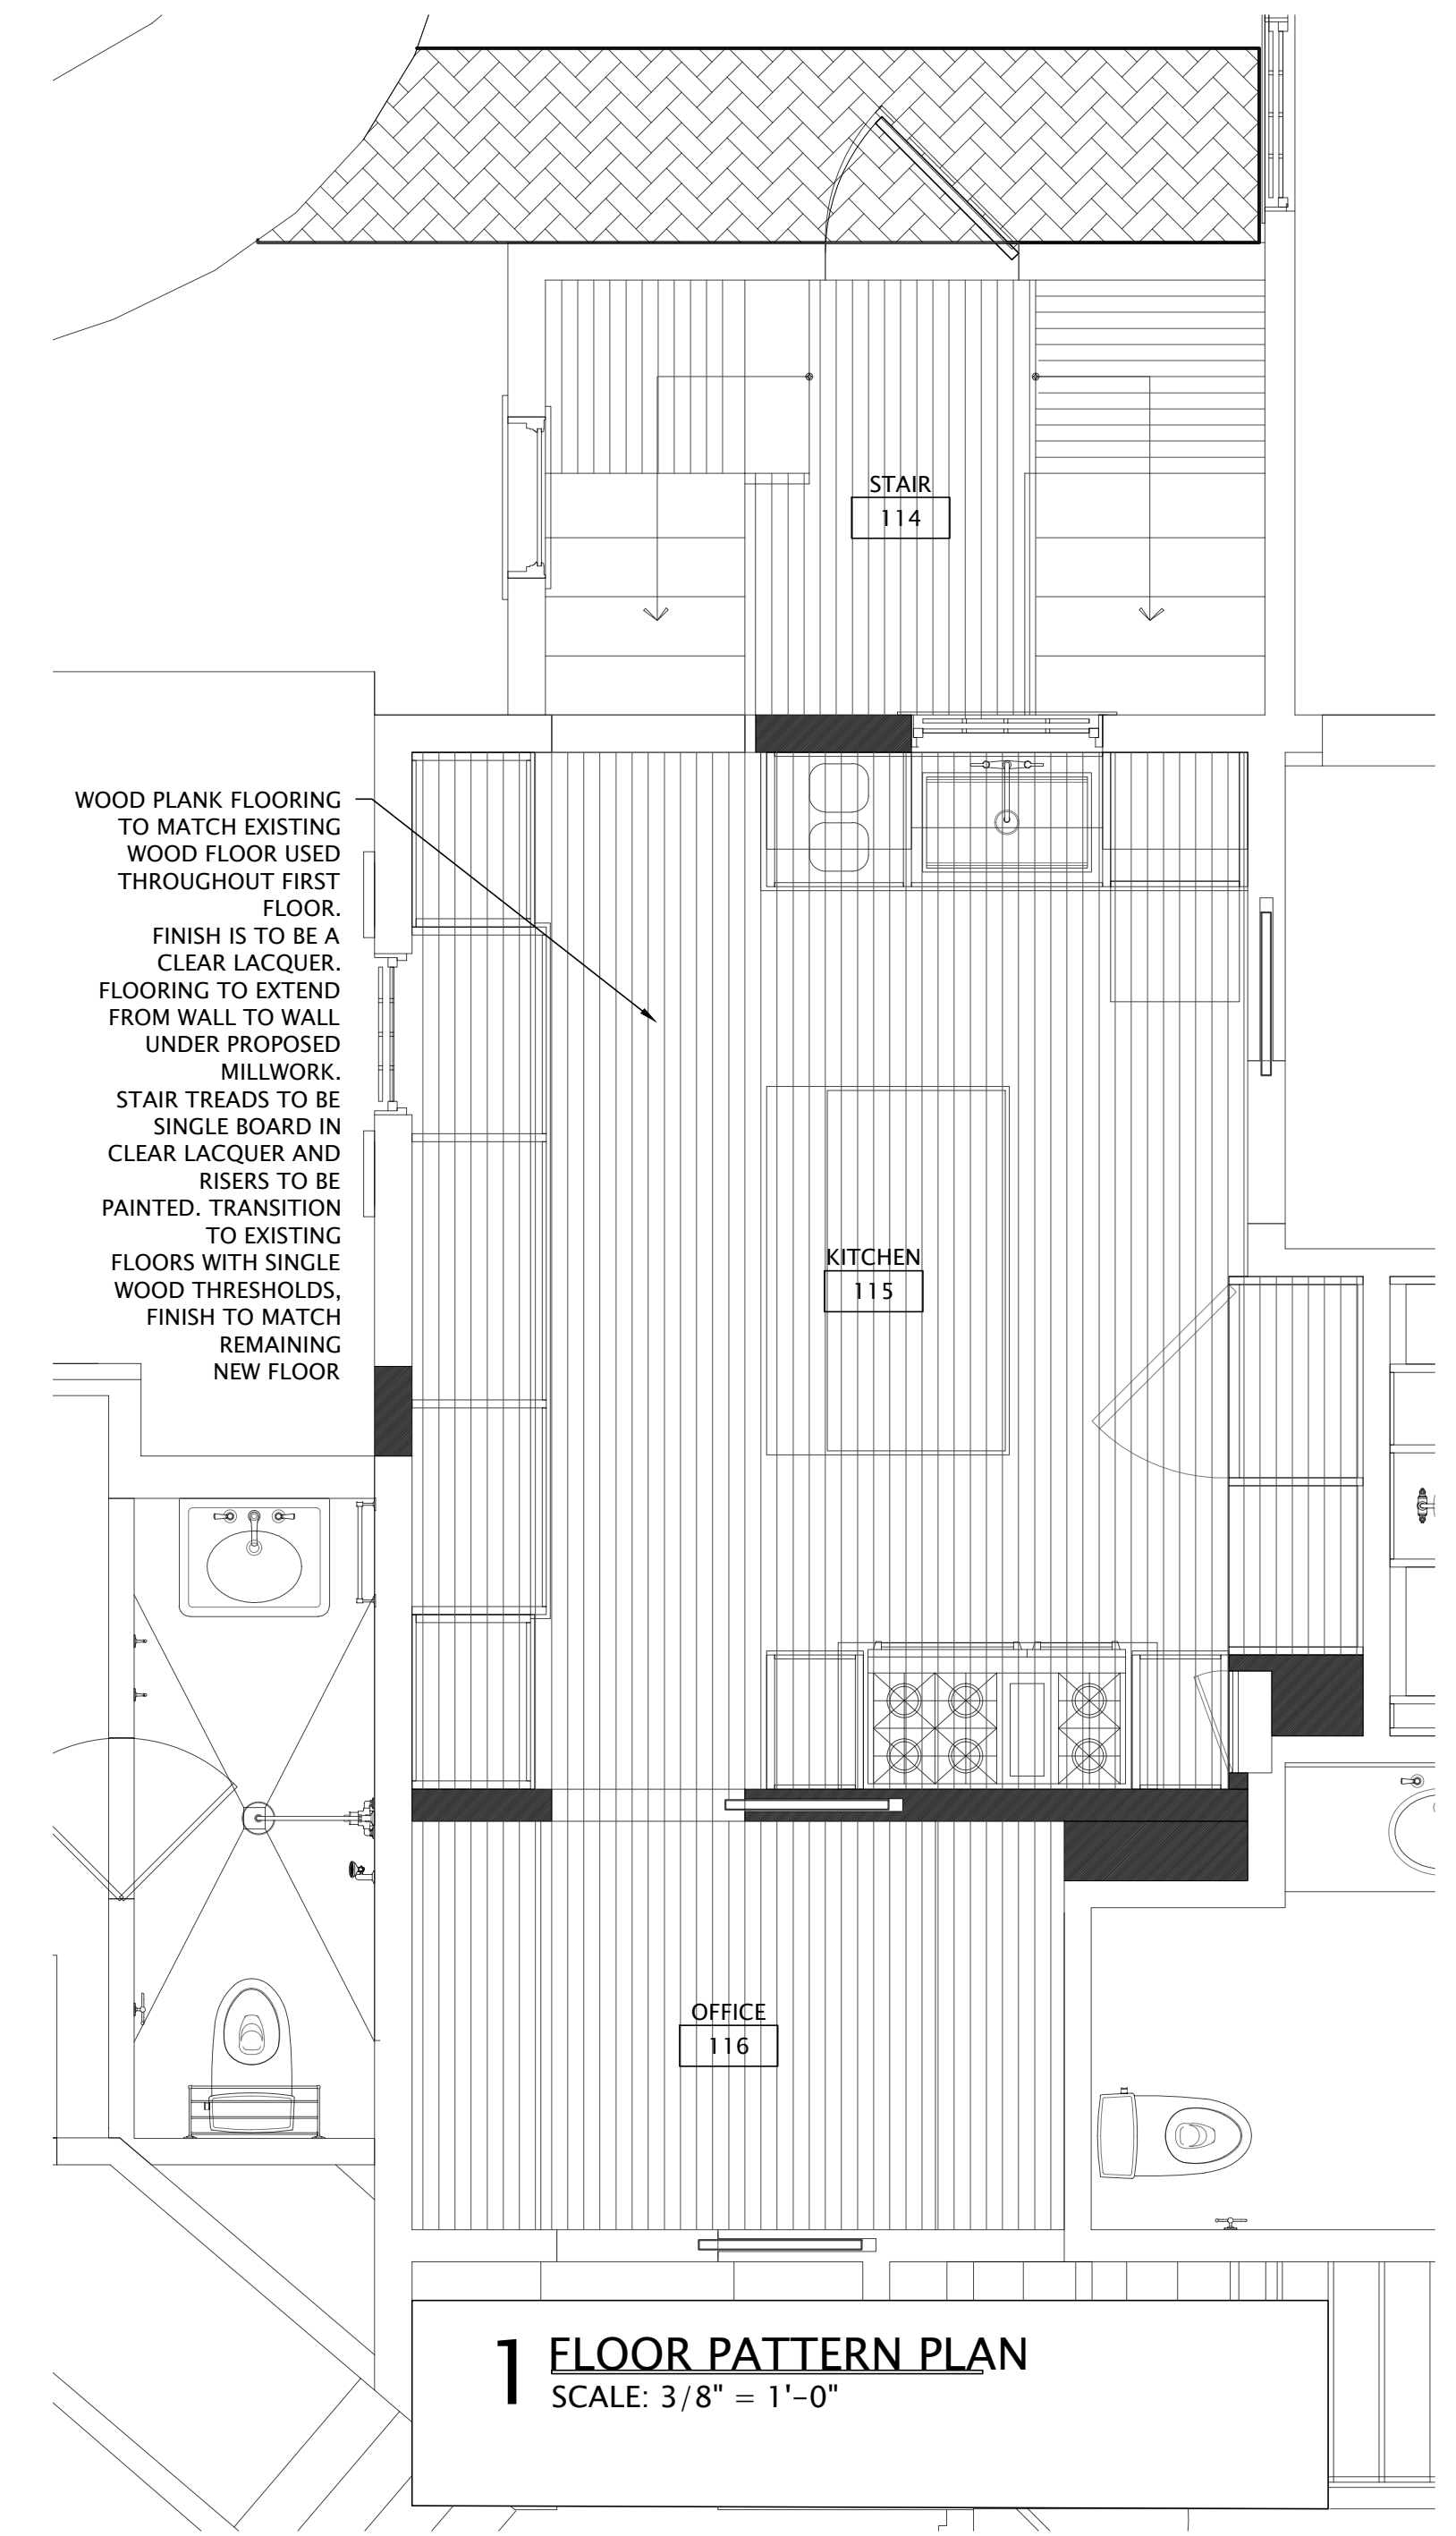 STAIR
114
WOOD PLANK FLOORING
TO MATCH EXISTING
WOOD FLOOR USED
THROUGHOUT FIRST
FLOOR.
FINISH IS TO BE A
CLEAR LACQUER.
FLOORING TO EXTEND
FROM WALL TO WALL
UNDER PROPOSED
MILLWORK.
STAIR TREADS TO BE
SINGLE BOARD IN
CLEAR LACQUER AND
RISERS TO BE
PAINTED. TRANSITION
TO EXISTING
FLOORS WITH SINGLE
WOOD THRESHOLDS,
FINISH TO MATCH
REMAINING
NEW FLOOR
KITCHEN
115
OFFICE
116
1 FLOOR PATTERN PLAN
SCALE: 3/8" = 1'-0"